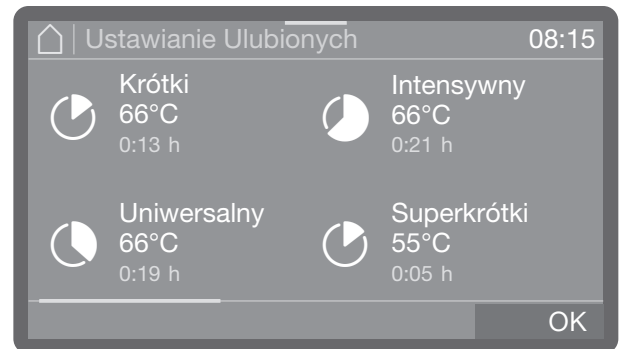 Ustawianie Ulubionych 08:15
Krótki
66°C
0:13 h
Intensywny
66°C
0:21 h
Uniwersalny
66°C
0:19 h
Superkrótki
55°C
0:05 h
OK